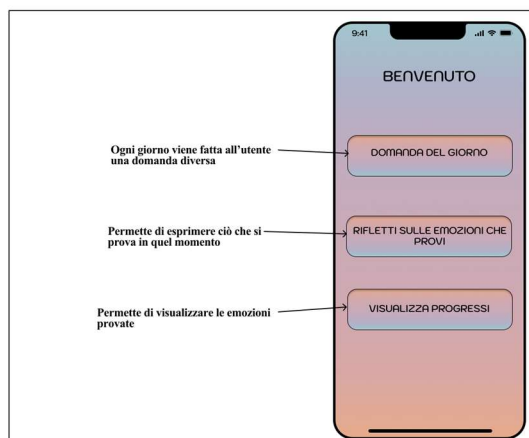 9:41
BENVENUTO
Ogni giorno viene fatta all'utente
una domanda diversa
DOMANDA DEL GIORNO
Permette di esprimere ciò che si
prova in quel momento
RIFLETTI SULLE EMOZIONI CHE
PROVI
Permette di visualizzare le emozioni
provate
VISUALIZZA PROGRESSI